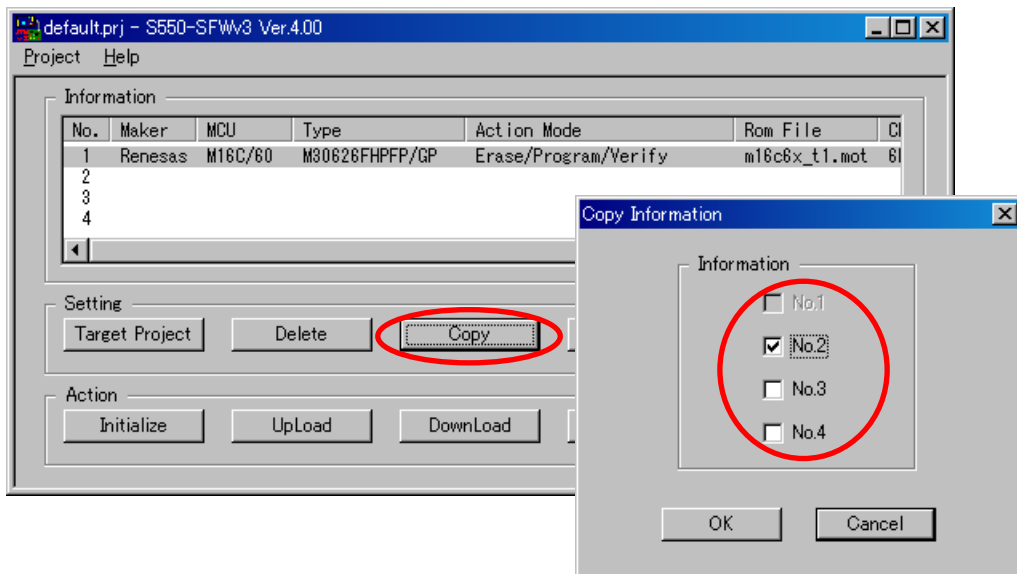 default.prj - S550-SFWv3 Ver.4.00
Project Help
Information
No. Maker MCU Type Action Mode Rom File
1 Renesas M16C/60 M30626FHPFP/GP Erase/Program/Verify m16c6x_t1.mot
2
3
4
Setting
Target Project Delete Copy
Action
Initialize UpLoad DownLoad
Copy Information
Information
No.1
No.2
No.3
No.4
OK Cancel